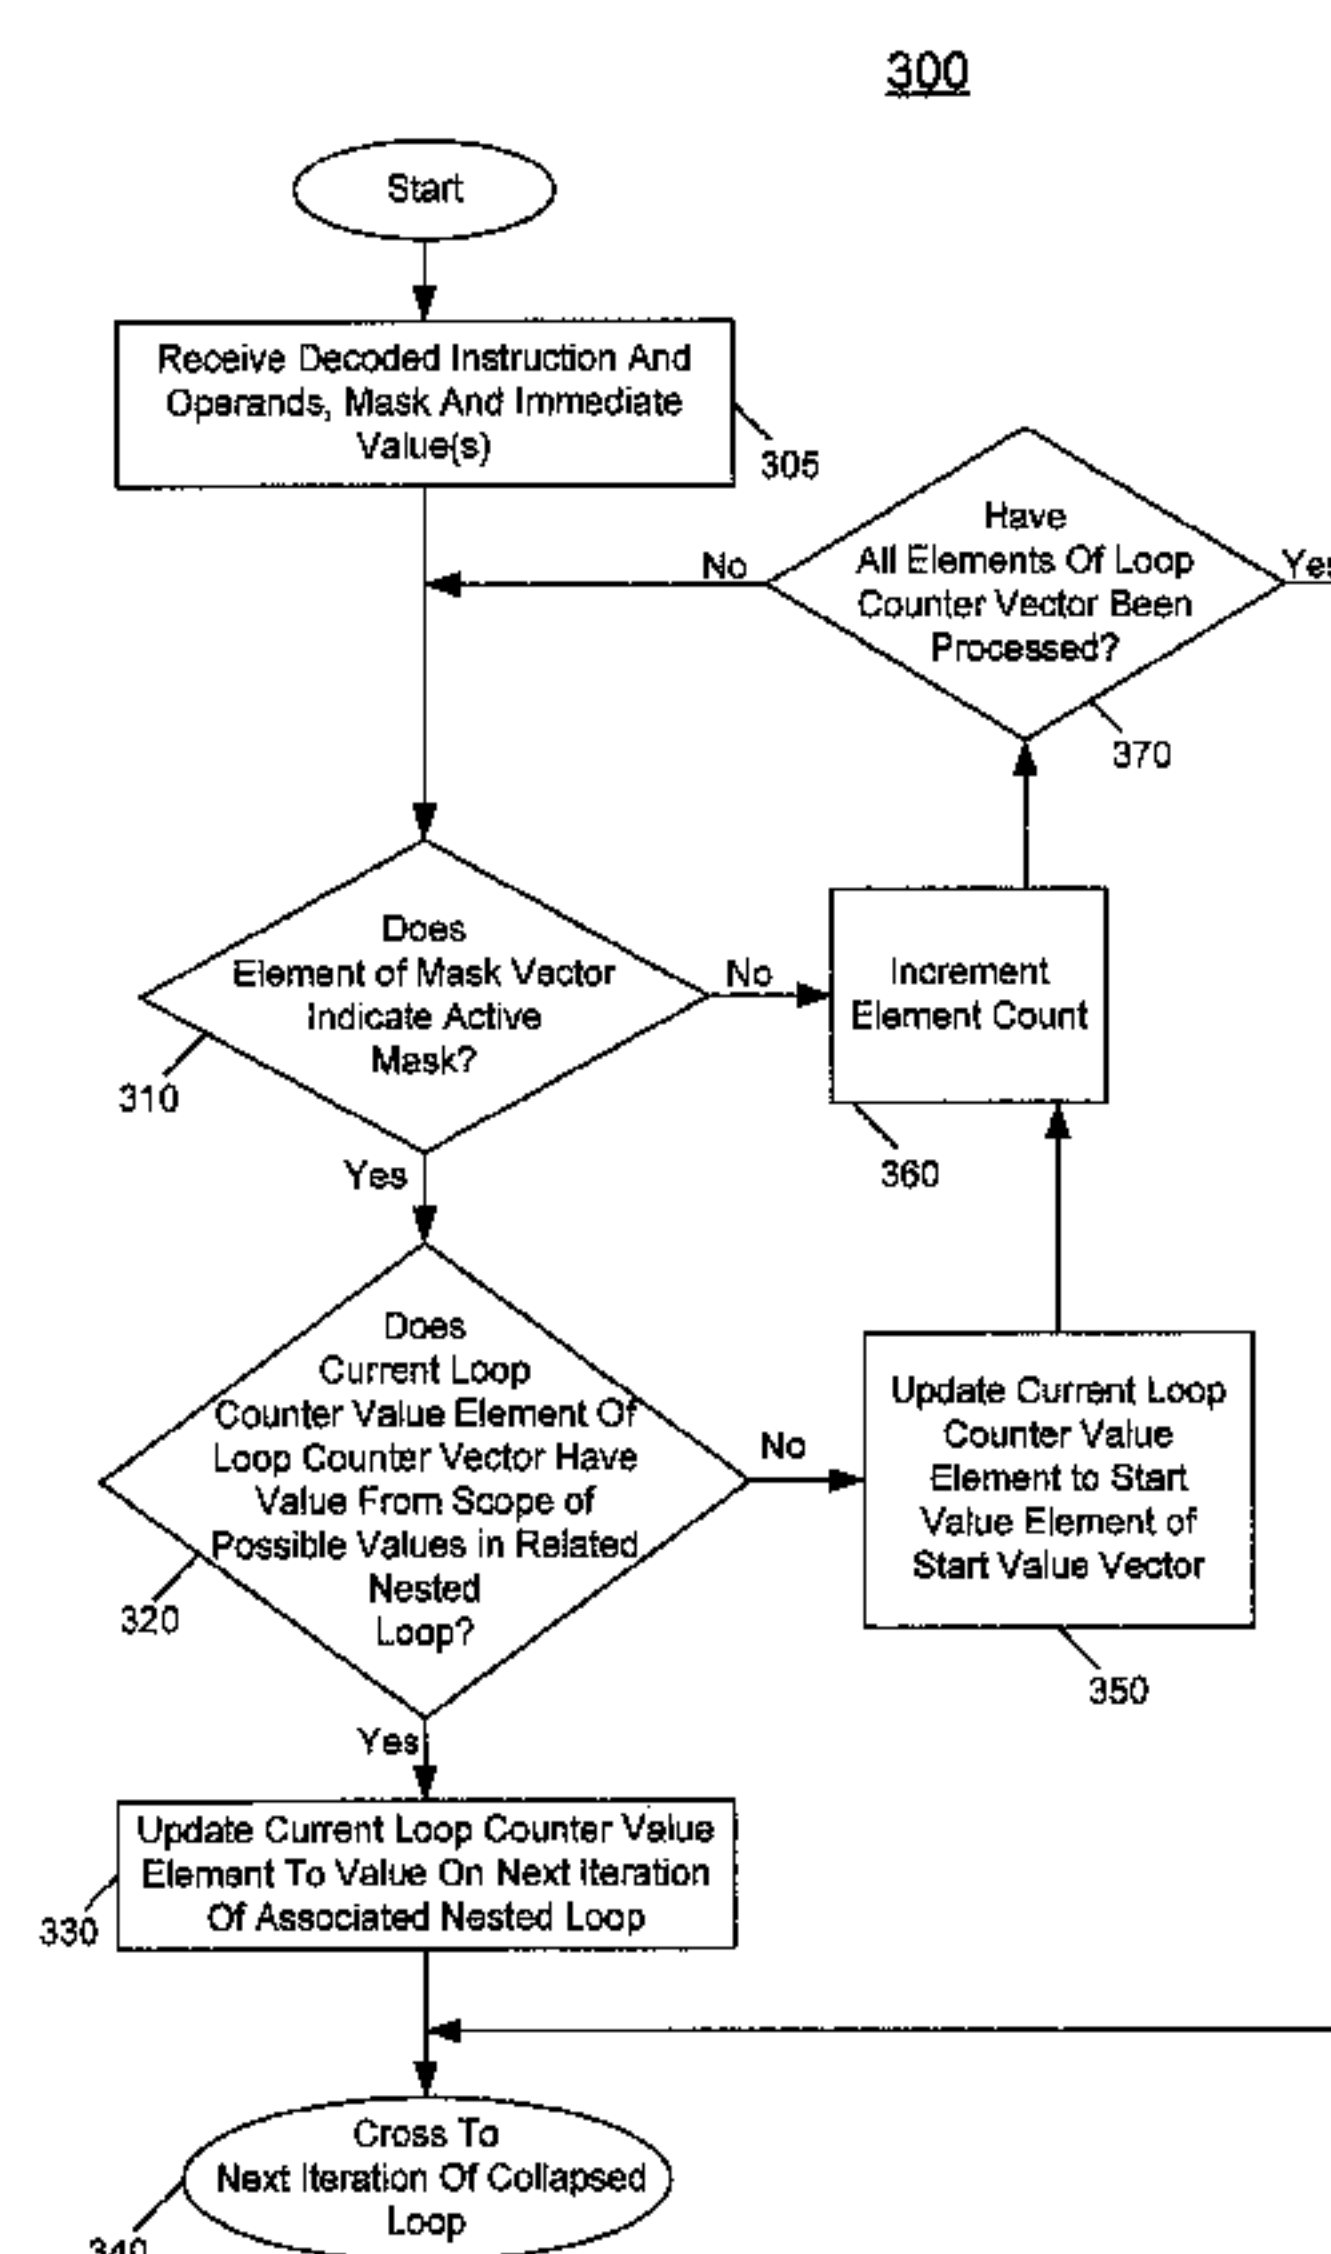 300
Start
Receive Decoded Instruction And
Operands, Mask And Immediate
Value(s)
305
Have
All Elements Of Loop
Counter Vector Been
Processed?
No
Yes
370
Does
Element of Mask Vector
Indicate Active
Mask?
No
310
Yes
Increment
Element Count
360
Does
Current Loop
Counter Value Element Of
Loop Counter Vector Have
Value From Scope of
Possible Values in Related
Nested
Loop?
No
320
Yes
Update Current Loop
Counter Value
Element to Start
Value Element of
Start Value Vector
350
Update Current Loop Counter Value
Element To Value On Next Iteration
Of Associated Nested Loop
330
Cross To
Next Iteration Of Collapsed
Loop
340